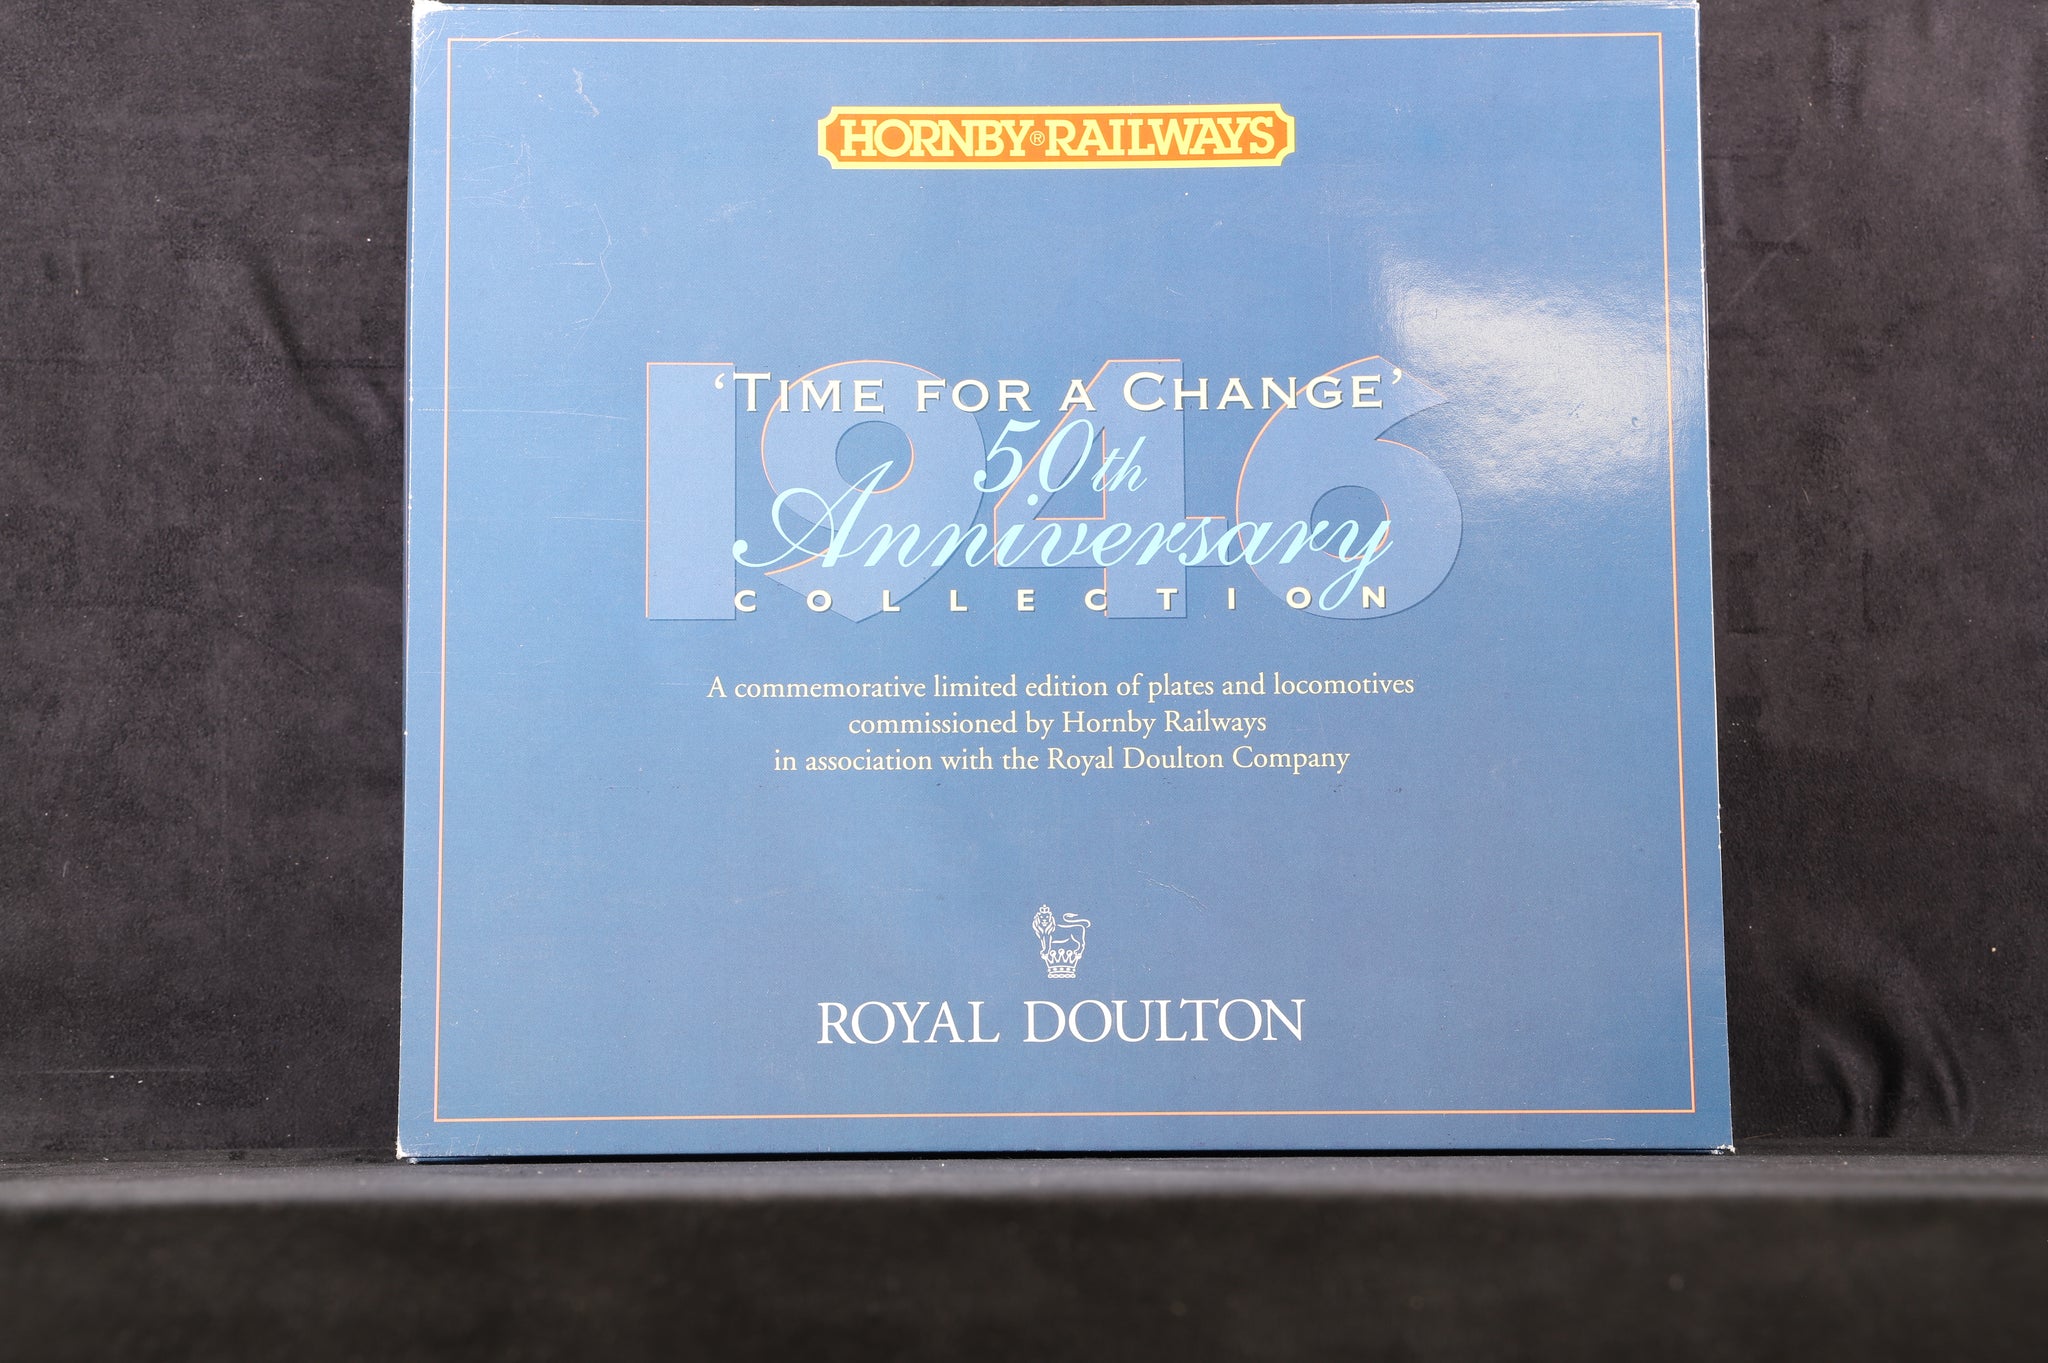 HORNBY® RAILWAYS
1946
‘TIME FOR A CHANGE’
50th
Anniversary
COLLECTION
A commemorative limited edition of plates and locomotives
commissioned by Hornby Railways
in association with the Royal Doulton Company
ROYAL DOULTON